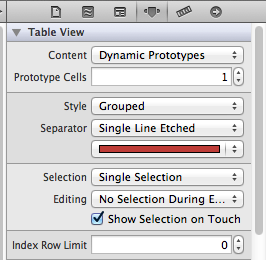 Table View
Content Dynamic Prototypes
Prototype Cells 1
Style Grouped
Separator Single Line Etched
Selection Single Selection
Editing No Selection During E...
Show Selection on Touch
Index Row Limit 0